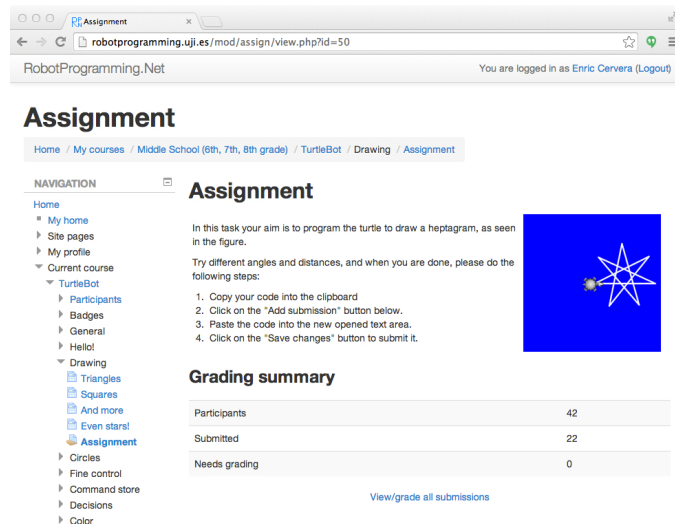 Assignment
robotprogramming.uji.es/mod/assign/view.php?id=50
RobotProgramming.Net
You are logged in as Enric Cervera (Logout)
Assignment
Home / My courses / Middle School (6th, 7th, 8th grade) / TurtleBot / Drawing / Assignment
NAVIGATION
Home
My home
Site pages
My profile
Current course
TurtleBot
Participants
Badges
General
Hello!
Drawing
Triangles
Squares
And more
Even stars!
Assignment
Circles
Fine control
Command store
Decisions
Color
Assignment
In this task your aim is to program the turtle to draw a heptagram, as seen
in the figure.
Try different angles and distances, and when you are done, please do the
following steps:
1. Copy your code into the clipboard
2. Click on the "Add submission" button below.
3. Paste the code into the new opened text area.
4. Click on the "Save changes" button to submit it.
Grading summary
Participants 42
Submitted 22
Needs grading 0
View/grade all submissions